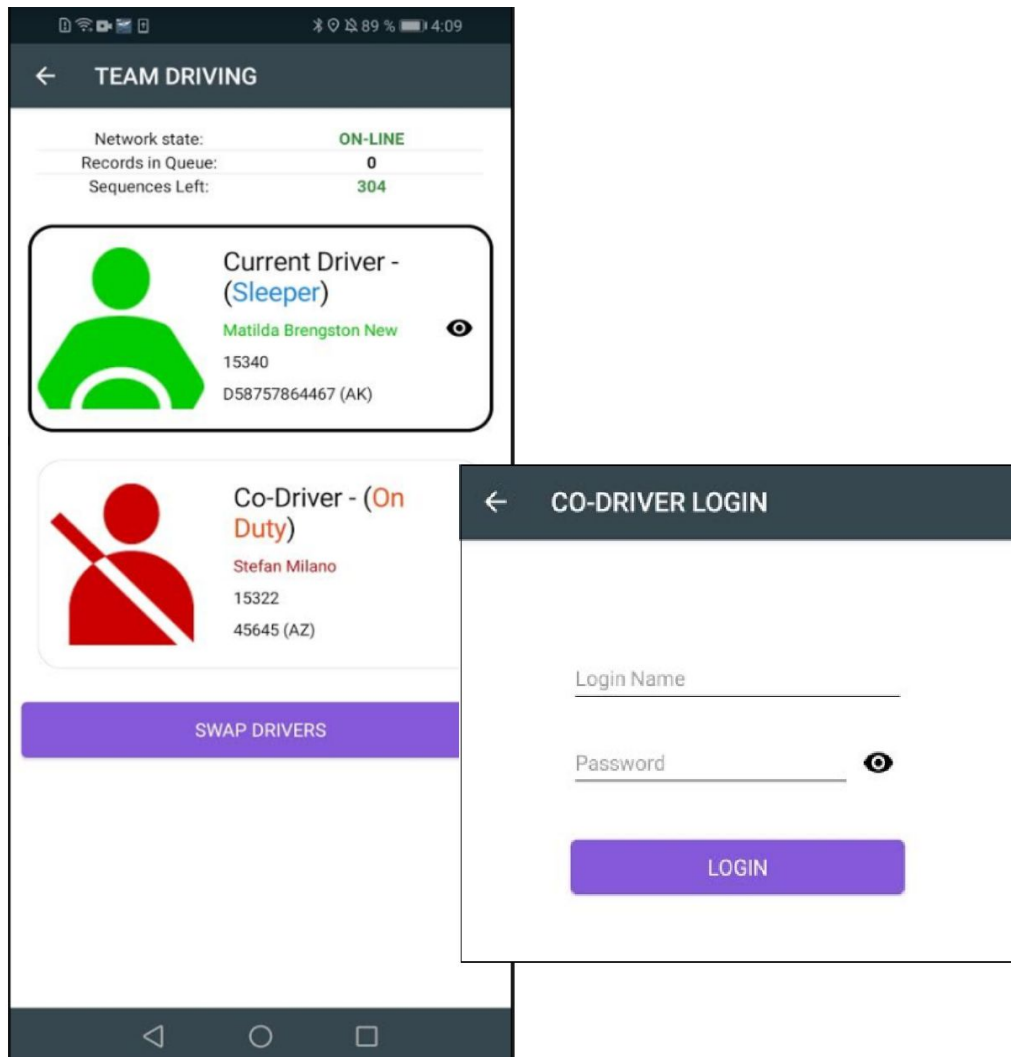 89 % 4:09
TEAM DRIVING
Network state: ON-LINE
Records in Queue: 0
Sequences Left: 304
Current Driver -
(Sleeper)
Matilda Brengston New
15340
D58757864467 (AK)
Co-Driver - (On
Duty)
Stefan Milano
15322
45645 (AZ)
SWAP DRIVERS
CO-DRIVER LOGIN
Login Name
Password
LOGIN